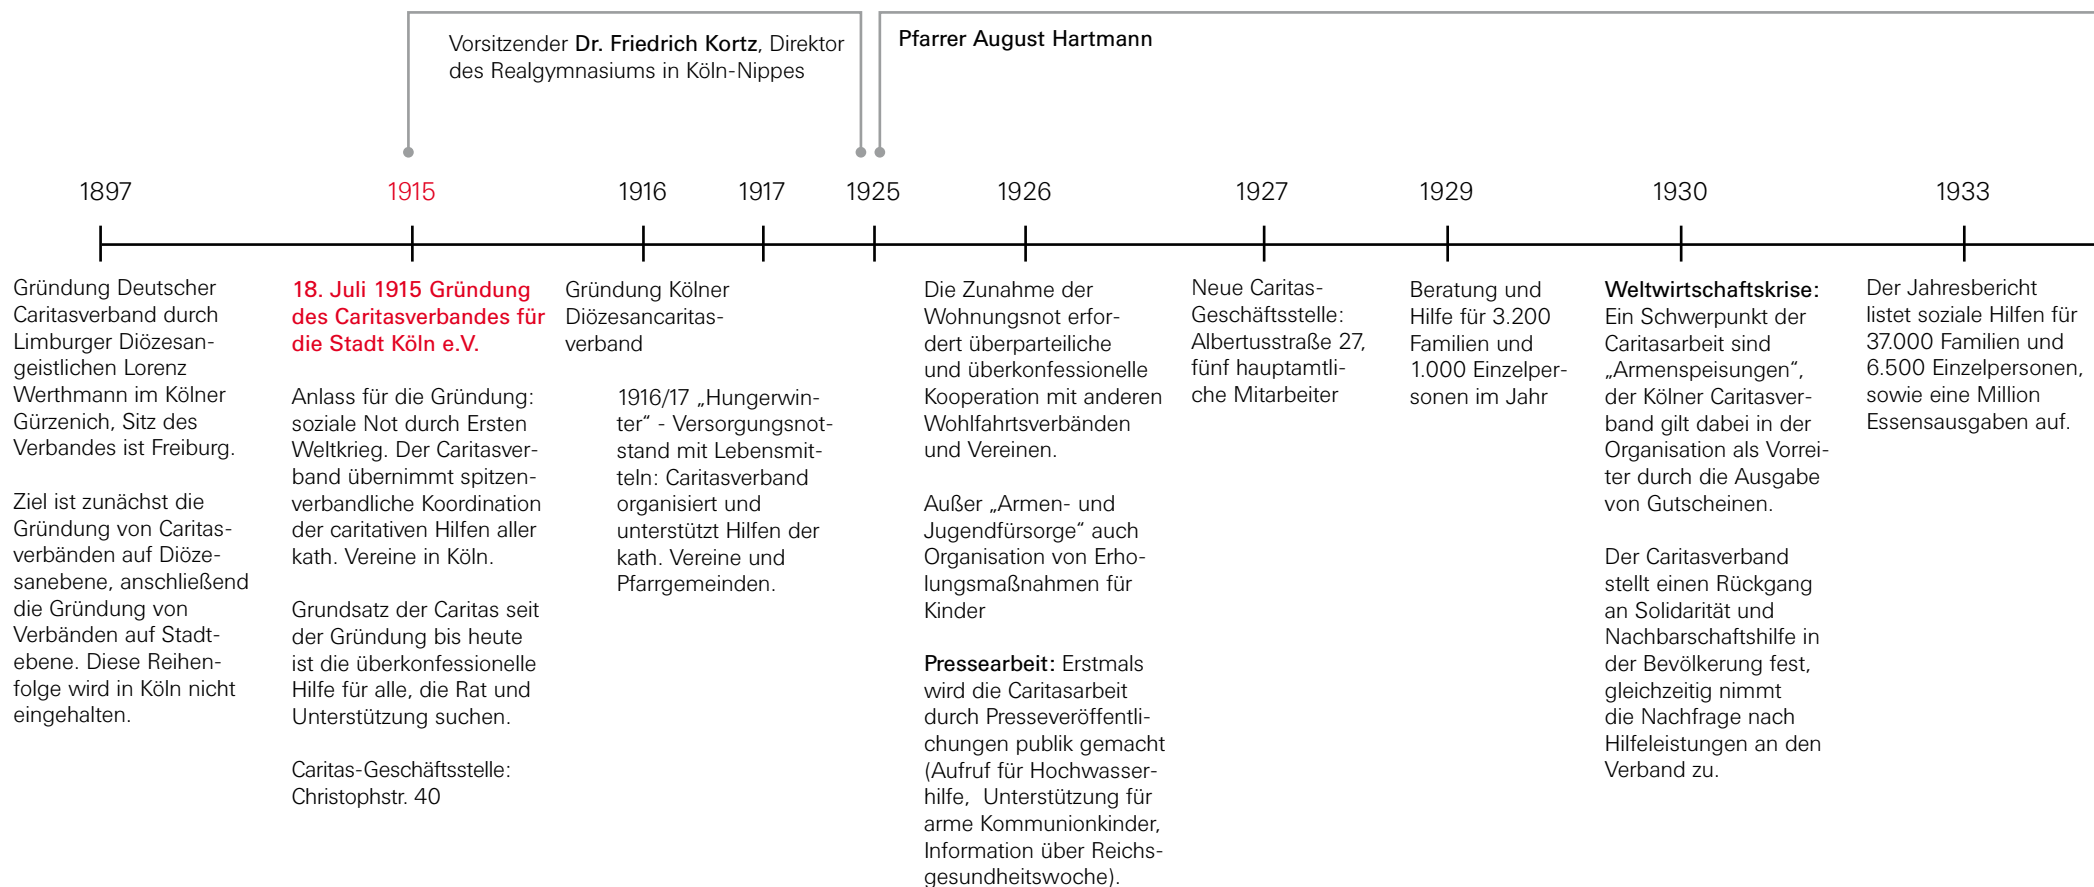 Vorsitzender Dr. Friedrich Kortz, Direktor
des Realgymnasiums in Köln-Nippes
Pfarrer August Hartmann
1897
1915
1916
1917
1925
1926
1927
1929
1930
1933
Gründung Deutscher
Caritasverband durch
Limburger Diözesan-
geistlichen Lorenz
Werthmann im Kölner
Gürzenich, Sitz des
Verbandes ist Freiburg.
Ziel ist zunächst die
Gründung von Caritas-
verbänden auf Diöze-
sanebene, anschließend
die Gründung von
Verbänden auf Stadt-
ebene. Diese Reihen-
folge wird in Köln nicht
eingehalten.
18. Juli 1915 Gründung
des Caritasverbandes für
die Stadt Köln e.V.
Anlass für die Gründung:
soziale Not durch Ersten
Weltkrieg. Der Caritasver-
band übernimmt spitzen-
verbandliche Koordination
der caritativen Hilfen aller
kath. Vereine in Köln.
Grundsatz der Caritas seit
der Gründung bis heute
ist die überkonfessionelle
Hilfe für alle, die Rat und
Unterstützung suchen.
Caritas-Geschäftsstelle:
Christophstr. 40
Gründung Kölner
Diözesancaritas-
verband
1916/17 „Hungerwin-
ter“ - Versorgungsnot-
stand mit Lebensmit-
teln: Caritasverband
organisiert und
unterstützt Hilfen der
kath. Vereine und
Pfarrgemeinden.
Die Zunahme der
Wohnungsnot erfor-
dert überparteiliche
und überkonfessionelle
Kooperation mit anderen
Wohlfahrtsverbänden
und Vereinen.
Außer „Armen- und
Jugendfürsorge“ auch
Organisation von Erho-
lungsmaßnahmen für
Kinder
Pressearbeit: Erstmals
wird die Caritasarbeit
durch Presseveröffentli-
chungen publik gemacht
(Aufruf für Hochwasser-
hilfe,  Unterstützung für
arme Kommunionkinder,
Information über Reichs-
gesundheitswoche).
Neue Caritas-
Geschäftsstelle:
Albertusstraße 27,
fünf hauptamtli-
che Mitarbeiter
Beratung und
Hilfe für 3.200
Familien und
1.000 Einzelper-
sonen im Jahr
Weltwirtschaftskrise:
Ein Schwerpunkt der
Caritasarbeit sind
„Armenspeisungen“,
der Kölner Caritasver-
band gilt dabei in der
Organisation als Vorrei-
ter durch die Ausgabe
von Gutscheinen.
Der Caritasverband
stellt einen Rückgang
an Solidarität und
Nachbarschaftshilfe in
der Bevölkerung fest,
gleichzeitig nimmt
die Nachfrage nach
Hilfeleistungen an den
Verband zu.
Der Jahresbericht
listet soziale Hilfen für
37.000 Familien und
6.500 Einzelpersonen,
sowie eine Million
Essensausgaben auf.